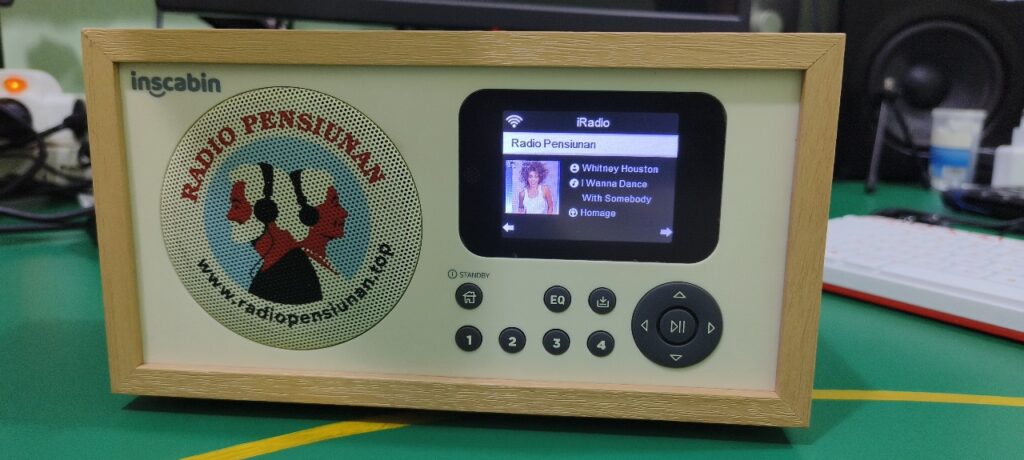 inscabin
RADIO PENSIUNAN
www.radiopensiunan.top
iRadio
Radio Pensiunan
Whitney Houston
I Wanna Dance
With Somebody
Homage
STANDBY
EQ
1 2 3 4